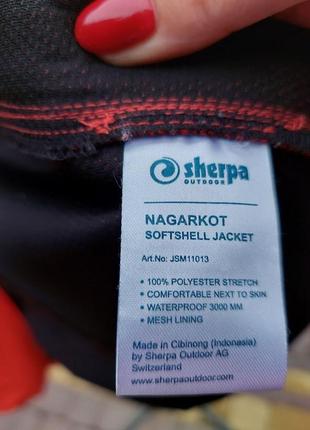 sherpa
OUTDOOR
NAGARKOT
SOFTSHELL JACKET
Art.No: JSM11013
• 100% POLYESTER STRETCH
• COMFORTABLE NEXT TO SKIN
• WATERPROOF 3000 MM
• MESH LINING
Made in Cibinong (Indonasia)
by Sherpa Outdoor AG
Switzerland
www.sherpaoutdoor.com